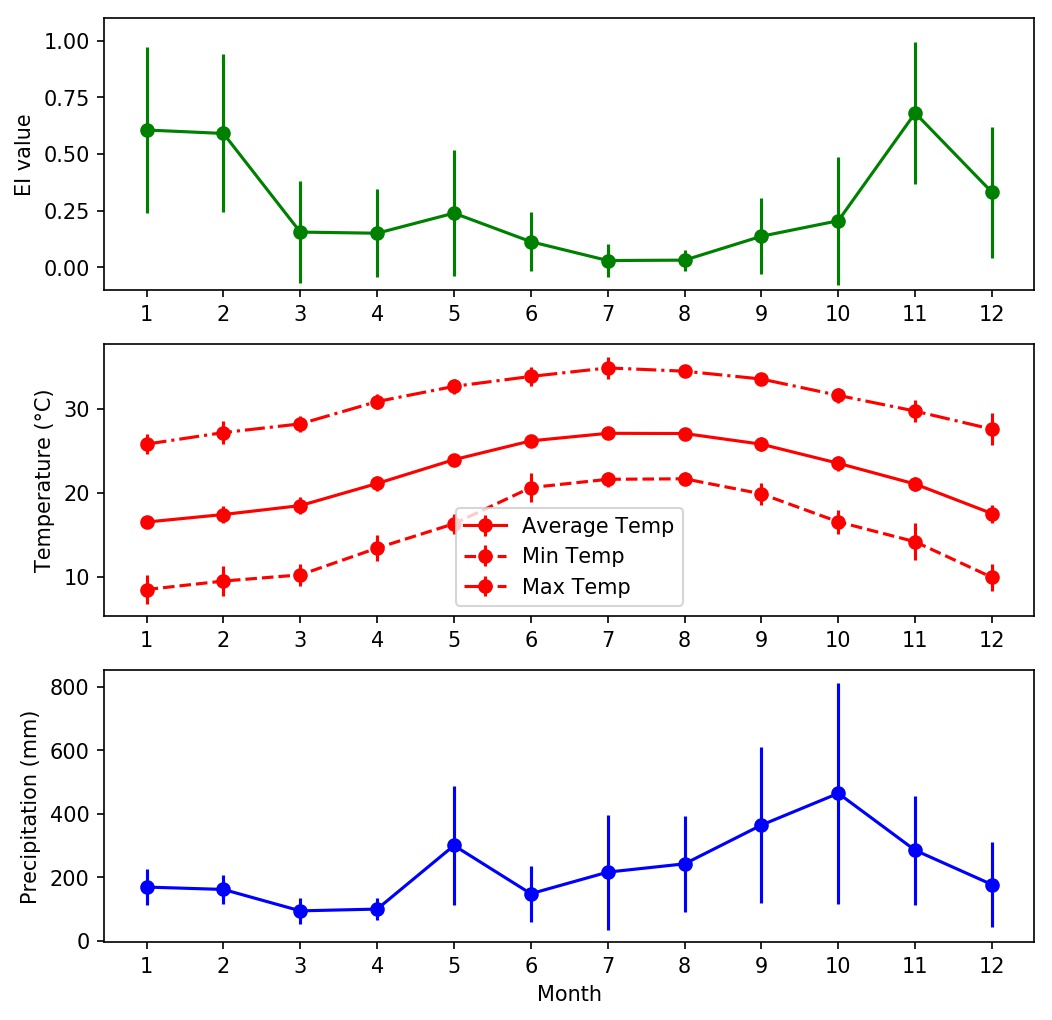 EI value
1.00
0.75
0.50
0.25
0.00
1 2 3 4 5 6 7 8 9 10 11 12
Temperature (°C)
30
20
10
Average Temp
Min Temp
Max Temp
1 2 3 4 5 6 7 8 9 10 11 12
Precipitation (mm)
800
600
400
200
0
1 2 3 4 5 6 7 8 9 10 11 12
Month